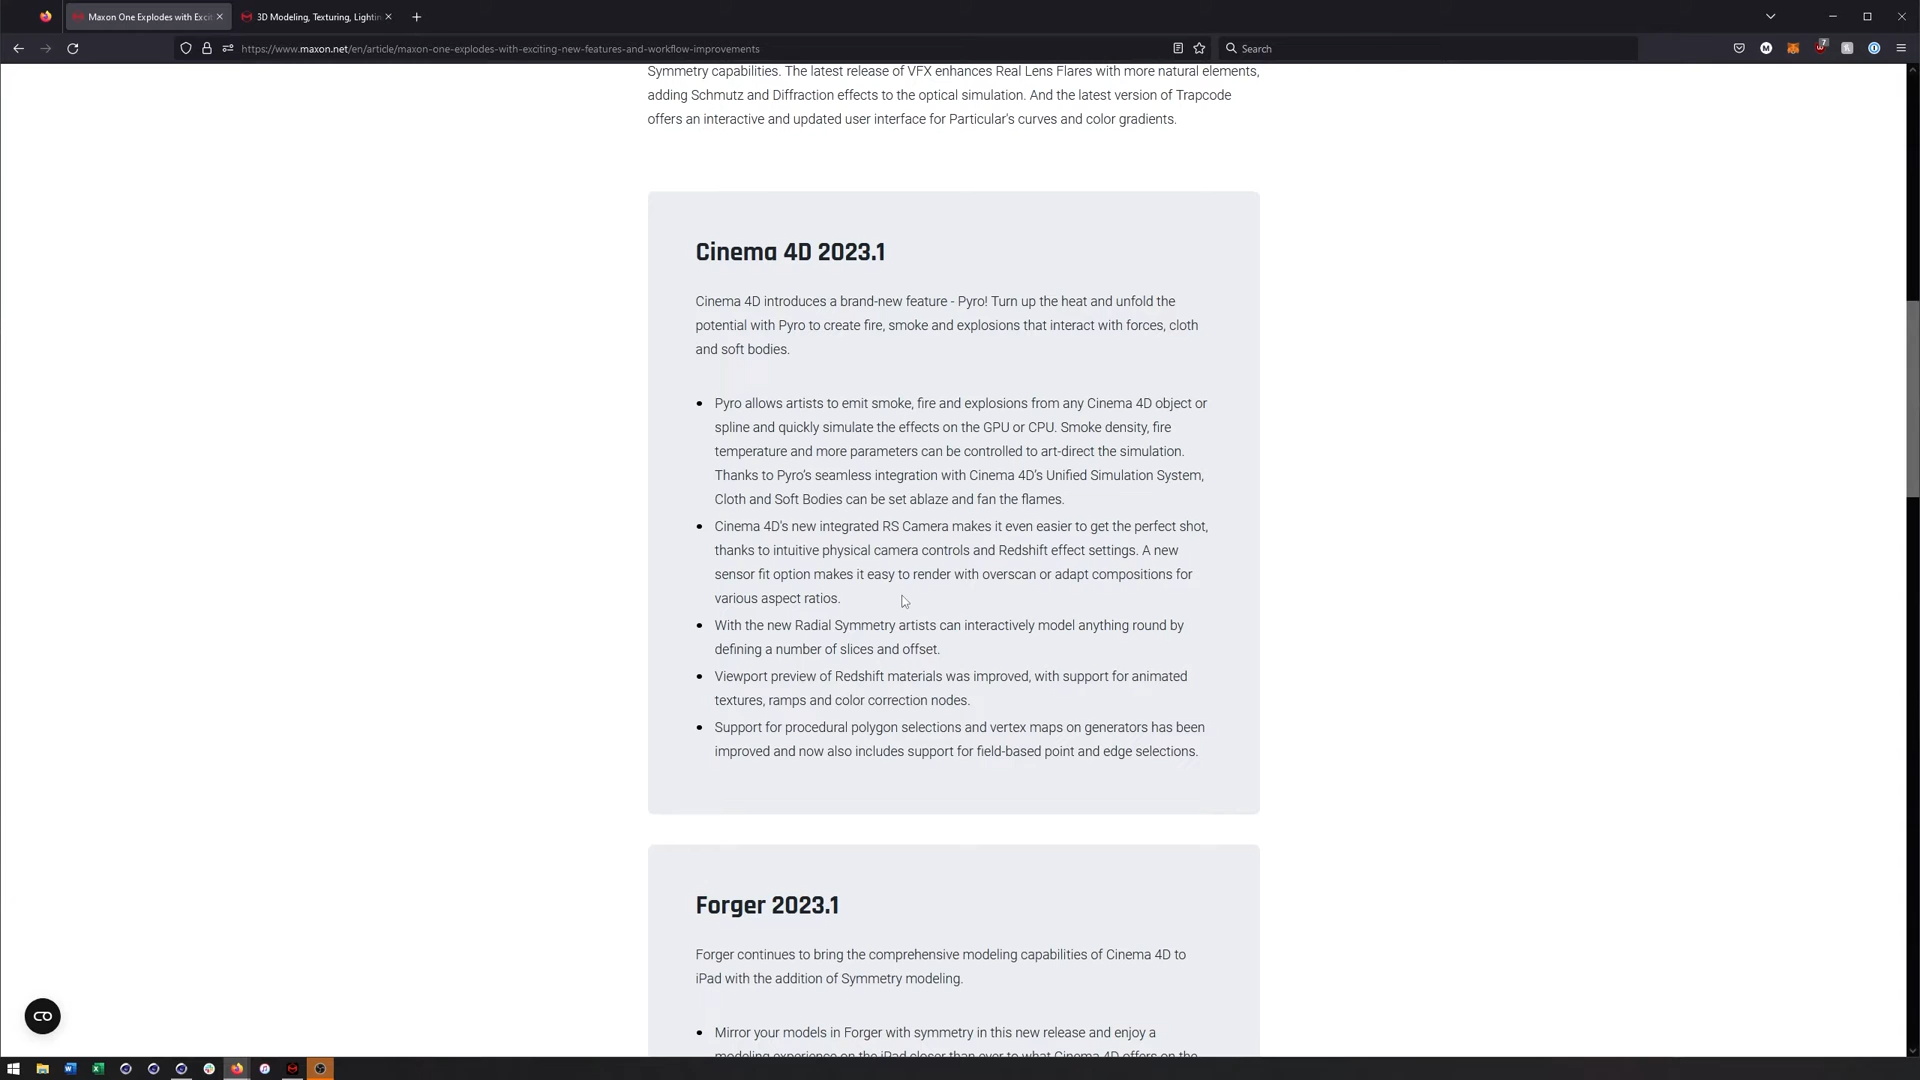 Maxon One Explodes with Exci
3D Modeling, Texturing, Lightin
https://www.maxon.net/en/article/maxon-one-explodes-with-exciting-new-features-and-workflow-improvements
Search
7
Symmetry capabilities. The latest release of VFX enhances Real Lens Flares with more natural elements,
adding Schmutz and Diffraction effects to the optical simulation. And the latest version of Trapcode
offers an interactive and updated user interface for Particular's curves and color gradients.
Cinema 4D 2023.1
Cinema 4D introduces a brand-new feature - Pyro! Turn up the heat and unfold the
potential with Pyro to create fire, smoke and explosions that interact with forces, cloth
and soft bodies.
Pyro allows artists to emit smoke, fire and explosions from any Cinema 4D object or
spline and quickly simulate the effects on the GPU or CPU. Smoke density, fire
temperature and more parameters can be controlled to art-direct the simulation.
Thanks to Pyro's seamless integration with Cinema 4D's Unified Simulation System,
Cloth and Soft Bodies can be set ablaze and fan the flames.
Cinema 4D's new integrated RS Camera makes it even easier to get the perfect shot,
thanks to intuitive physical camera controls and Redshift effect settings. A new
sensor fit option makes it easy to render with overscan or adapt compositions for
various aspect ratios.
With the new Radial Symmetry artists can interactively model anything round by
defining a number of slices and offset.
Viewport preview of Redshift materials was improved, with support for animated
textures, ramps and color correction nodes.
Support for procedural polygon selections and vertex maps on generators has been
improved and now also includes support for field-based point and edge selections.
Forger 2023.1
Forger continues to bring the comprehensive modeling capabilities of Cinema 4D to
iPad with the addition of Symmetry modeling.
Mirror your models in Forger with symmetry in this new release and enjoy a
modeling experience on the iPad closer than ever to what Cinema 4D offers on the